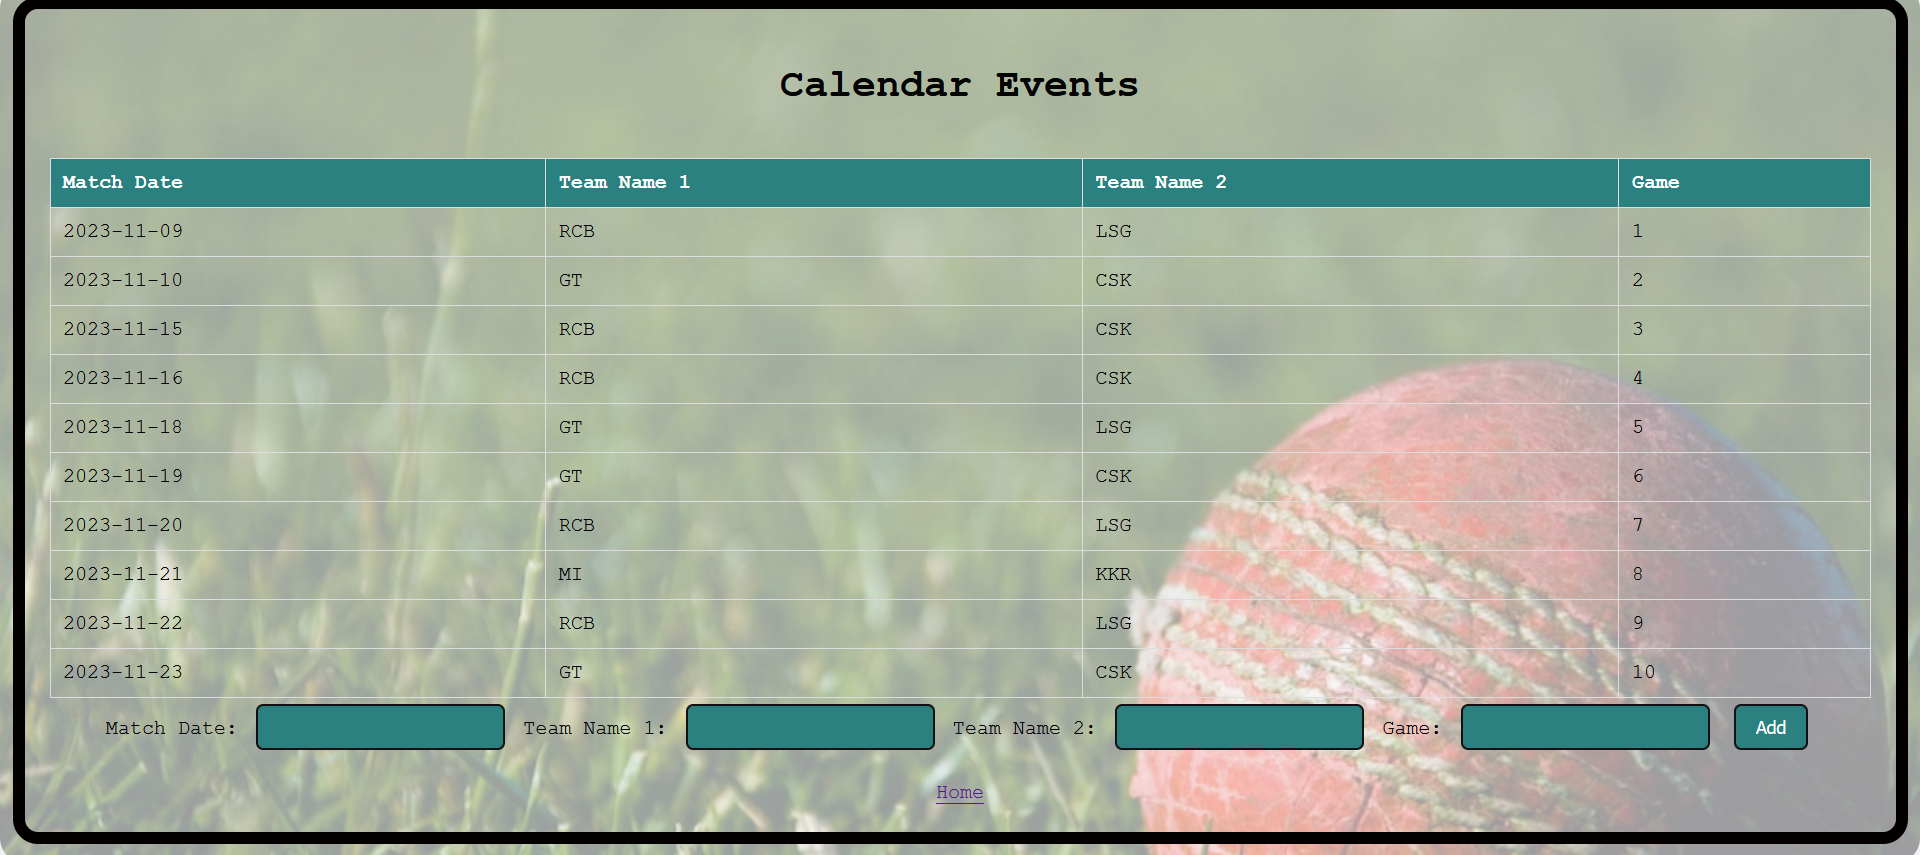 Calendar Events
Match Date Team Name 1 Team Name 2 Game
2023-11-09 RCB LSG 1
2023-11-10 GT CSK 2
2023-11-15 RCB CSK 3
2023-11-16 RCB CSK 4
2023-11-18 GT LSG 5
2023-11-19 GT CSK 6
2023-11-20 RCB LSG 7
2023-11-21 MI KKR 8
2023-11-22 RCB LSG 9
2023-11-23 GT CSK 10
Match Date: Team Name 1: Team Name 2: Game: Add
Home